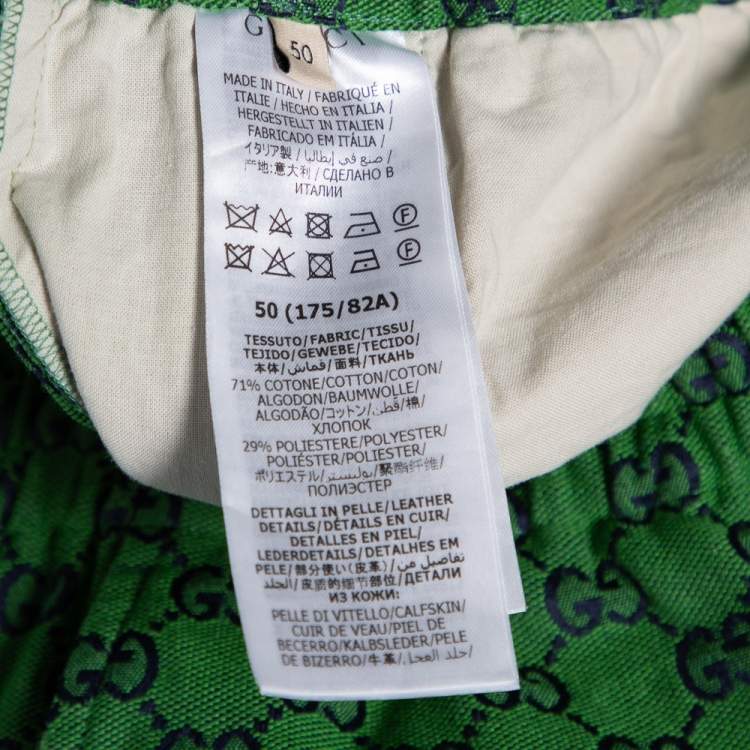 GUCCI
50
MADE IN ITALY / FABRIQUÉ EN
ITALIE / HECHO EN ITALIA /
HERGESTELLT IN ITALIEN /
FABRICADO EM ITÁLIA /
イタリア製 / صنع في إيطاليا /
产地:意大利 / СДЕЛАНО В
ИТАЛИИ
F
F
50 (175/82A)
TESSUTO/FABRIC/TISSU/
TEJIDO/GEWEBE/TECIDO/
本体/قماش/面料/ТКАНЬ
71% COTONE/COTTON/COTON/
ALGODON/BAUMWOLLE/
ALGODÃO/コットン/قطن/棉/
ХЛОПОК
29% POLIESTERE/POLYESTER/
POLIÉSTER/POLYESTER/
ポリエステル/بوليستر/聚酯纤维/
ПОЛИЭСТЕР
DETTAGLI IN PELLE/LEATHER
DETAILS/DÉTAILS EN CUIR/
DETALLES EN PIEL/
LEDERDETAILS/DETALHES EM
PELE/部分使い(皮革)/تفاصيل من
الجلد/皮质的细节部位/ДЕТАЛИ
ИЗ КОЖИ:
PELLE DI VITELLO/CALFSKIN/
CUIR DE VEAU/PIEL DE
BECERRO/KALBSLEDER/PELE
DE BIZERRO/牛革/جلد العجل/